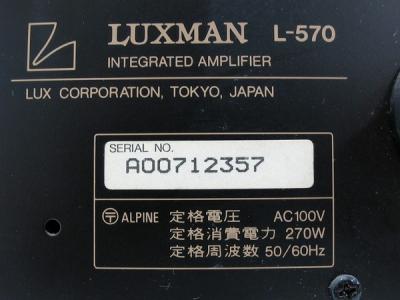 LUXMAN L-570
INTEGRATED AMPLIFIER
LUX CORPORATION, TOKYO, JAPAN
SERIAL NO.
A00712357
〒 ALPINE 定格電圧 AC100V
定格消費電力 270W
定格周波数 50/60Hz